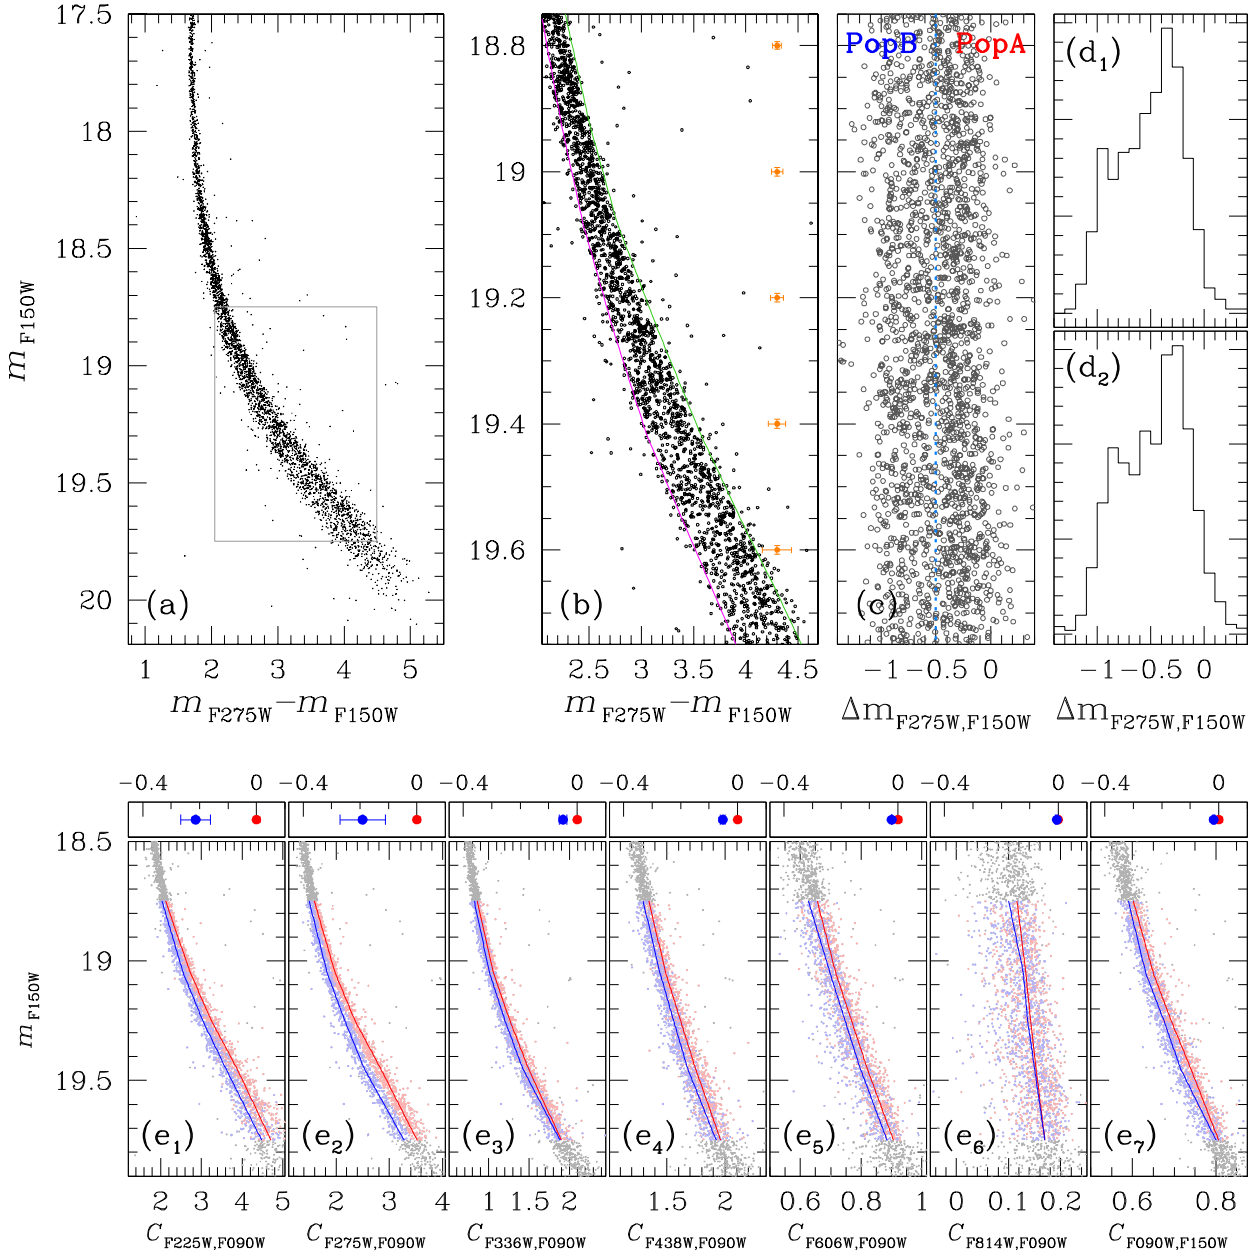 17.5
18
18.5
19
19.5
20
m F150W
(a)
1 2 3 4 5
m F275W−m F150W
18.8
19
19.2
19.4
19.6
(b)
2.5 3 3.5 4 4.5
m F275W−m F150W
PopB PopA
(c)
−1 −0.5 0
Δm F275W,F150W
(d1)
(d2)
−1 −0.5 0
Δm F275W,F150W
−0.4 0 −0.4 0 −0.4 0 −0.4 0 −0.4 0 −0.4 0 −0.4 0
18.5
19
19.5
m F150W
(e1) (e2) (e3) (e4) (e5) (e6) (e7)
2 3 4 5
1 2 3 4
1 1.5 2
1.5 2
0.6 0.8 1
0 0.1 0.2
0.6 0.8
C F225W,F090W
C F275W,F090W
C F336W,F090W
C F438W,F090W
C F606W,F090W
C F814W,F090W
C F090W,F150W